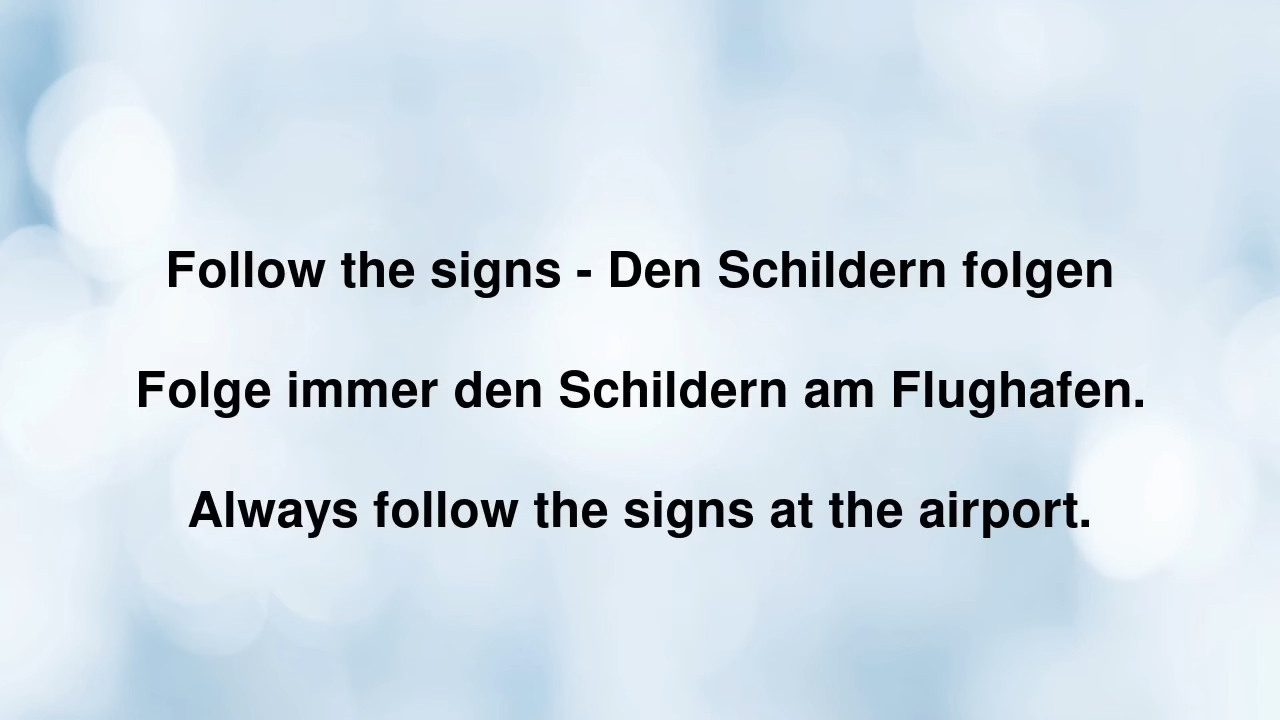 Follow the signs - Den Schildern folgen
Folge immer den Schildern am Flughafen.
Always follow the signs at the airport.